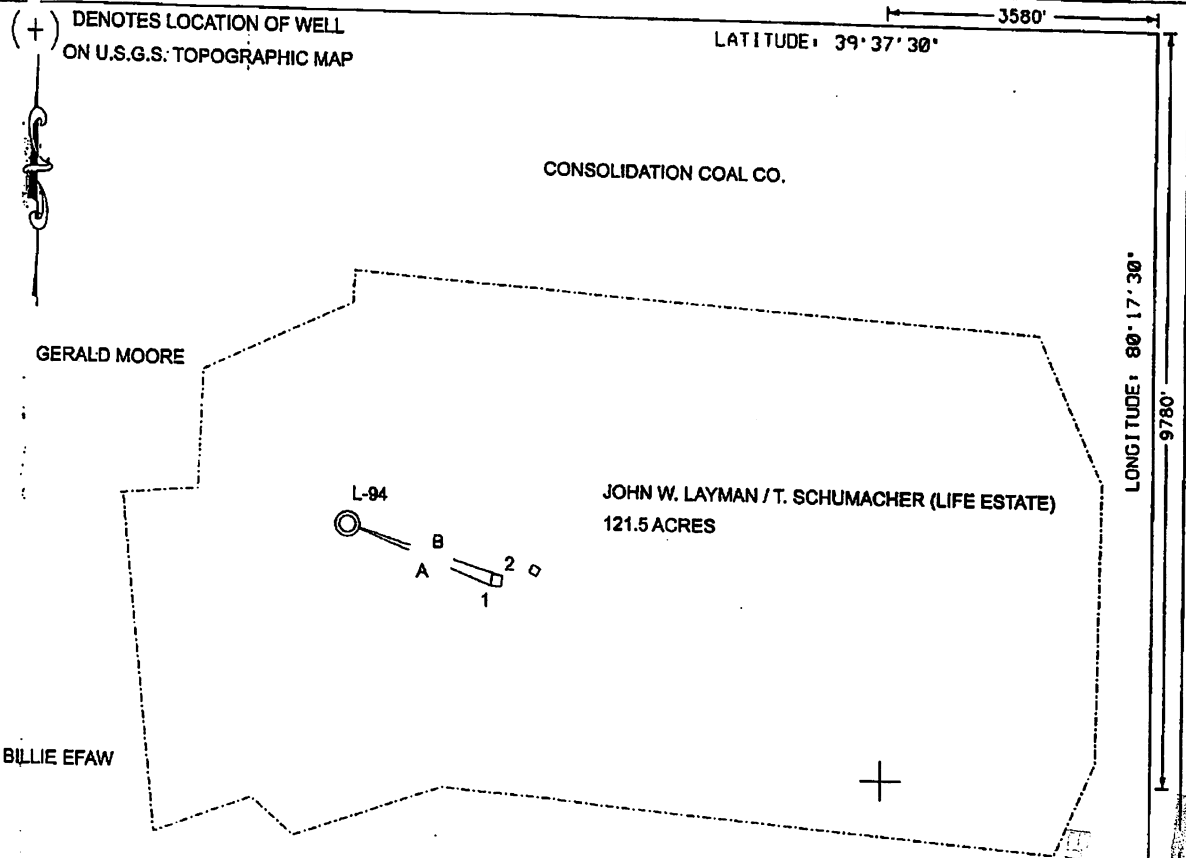 (+) DENOTES LOCATION OF WELL
ON U.S.G.S. TOPOGRAPHIC MAP
3580'
LATITUDE: 39°37'30"
CONSOLIDATION COAL CO.
LONGITUDE: 80°17'30"
9780'
GERALD MOORE
L-94
JOHN W. LAYMAN / T. SCHUMACHER (LIFE ESTATE)
121.5 ACRES
B
A
2
1
BILLIE EFAW